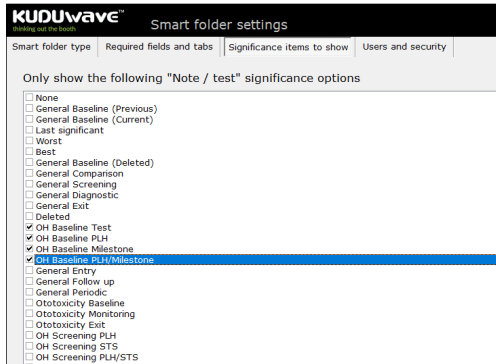 KUDUwave™
thinking out the booth
Smart folder settings
Smart folder type
Required fields and tabs
Significance items to show
Users and security
Only show the following "Note / test" significance options
None
General Baseline (Previous)
General Baseline (Current)
Last significant
Worst
Best
General Baseline (Deleted)
General Comparison
General Screening
General Diagnostic
General Exit
Deleted
OH Baseline Test
OH Baseline PLH
OH Baseline Milestone
OH Baseline PLH/Milestone
General Entry
General Follow up
General Periodic
Ototoxicity Baseline
Ototoxicity Monitoring
Ototoxicity Exit
OH Screening PLH
OH Screening STS
OH Screening PLH/STS